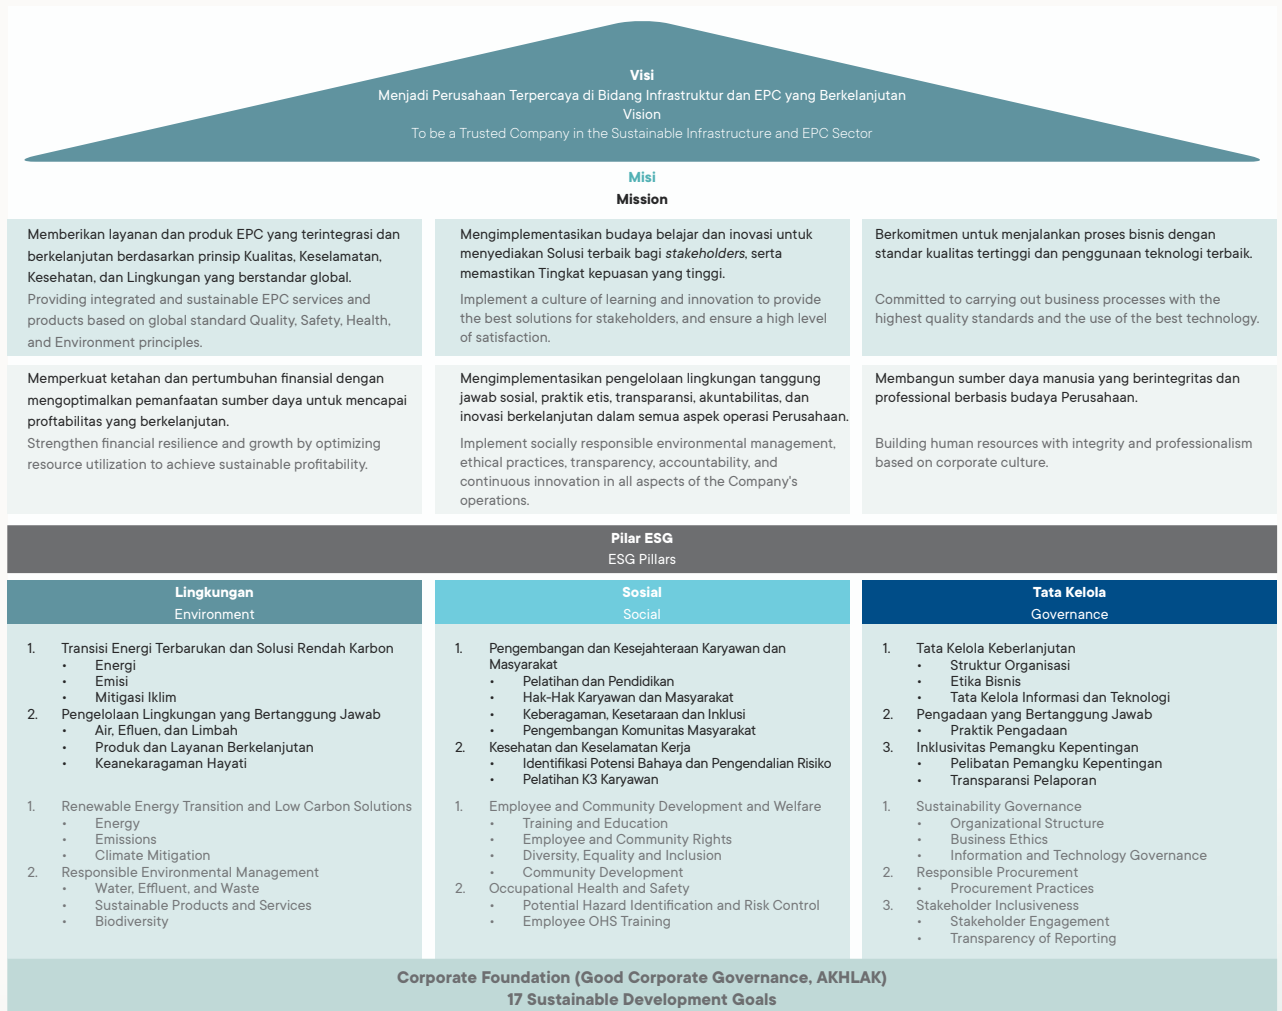 Visi
Menjadi Perusahaan Terpercaya di Bidang Infrastruktur dan EPC yang Berkelanjutan
Vision
To be a Trusted Company in the Sustainable Infrastructure and EPC Sector
Misi
Mission
Memberikan layanan dan produk EPC yang terintegrasi dan
berkelanjutan berdasarkan prinsip Kualitas, Keselamatan,
Kesehatan, dan Lingkungan yang berstandar global.
Providing integrated and sustainable EPC services and
products based on global standard Quality, Safety, Health,
and Environment principles.
Mengimplementasikan budaya belajar dan inovasi untuk
menyediakan Solusi terbaik bagi stakeholders, serta
memastikan Tingkat kepuasan yang tinggi.
Implement a culture of learning and innovation to provide
the best solutions for stakeholders, and ensure a high level
of satisfaction.
Berkomitmen untuk menjalankan proses bisnis dengan
standar kualitas tertinggi dan penggunaan teknologi terbaik.
Committed to carrying out business processes with the
highest quality standards and the use of the best technology.
Memperkuat ketahan dan pertumbuhan finansial dengan
mengoptimalkan pemanfaatan sumber daya untuk mencapai
proftabilitas yang berkelanjutan.
Strengthen financial resilience and growth by optimizing
resource utilization to achieve sustainable profitability.
Mengimplementasikan pengelolaan lingkungan tanggung
jawab sosial, praktik etis, transparansi, akuntabilitas, dan
inovasi berkelanjutan dalam semua aspek operasi Perusahaan.
Implement socially responsible environmental management,
ethical practices, transparency, accountability, and
continuous innovation in all aspects of the Company's
operations.
Membangun sumber daya manusia yang berintegritas dan
professional berbasis budaya Perusahaan.
Building human resources with integrity and professionalism
based on corporate culture.
Pilar ESG
ESG Pillars
Lingkungan
Environment
1. Transisi Energi Terbarukan dan Solusi Rendah Karbon
• Energi
• Emisi
• Mitigasi Iklim
2. Pengelolaan Lingkungan yang Bertanggung Jawab
• Air, Efluen, dan Limbah
• Produk dan Layanan Berkelanjutan
• Keanekaragaman Hayati
1. Renewable Energy Transition and Low Carbon Solutions
• Energy
• Emissions
• Climate Mitigation
2. Responsible Environmental Management
• Water, Effluent, and Waste
• Sustainable Products and Services
• Biodiversity
Sosial
Social
1. Pengembangan dan Kesejahteraan Karyawan dan
Masyarakat
• Pelatihan dan Pendidikan
• Hak-Hak Karyawan dan Masyarakat
• Keberagaman, Kesetaraan dan Inklusi
• Pengembangan Komunitas Masyarakat
2. Kesehatan dan Keselamatan Kerja
• Identifikasi Potensi Bahaya dan Pengendalian Risiko
• Pelatihan K3 Karyawan
1. Employee and Community Development and Welfare
• Training and Education
• Employee and Community Rights
• Diversity, Equality and Inclusion
• Community Development
2. Occupational Health and Safety
• Potential Hazard Identification and Risk Control
• Employee OHS Training
Tata Kelola
Governance
1. Tata Kelola Keberlanjutan
• Struktur Organisasi
• Etika Bisnis
• Tata Kelola Informasi dan Teknologi
2. Pengadaan yang Bertanggung Jawab
• Praktik Pengadaan
3. Inklusivitas Pemangku Kepentingan
• Pelibatan Pemangku Kepentingan
• Transparansi Pelaporan
1. Sustainability Governance
• Organizational Structure
• Business Ethics
• Information and Technology Governance
2. Responsible Procurement
• Procurement Practices
3. Stakeholder Inclusiveness
• Stakeholder Engagement
• Transparency of Reporting
Corporate Foundation (Good Corporate Governance, AKHLAK)
17 Sustainable Development Goals